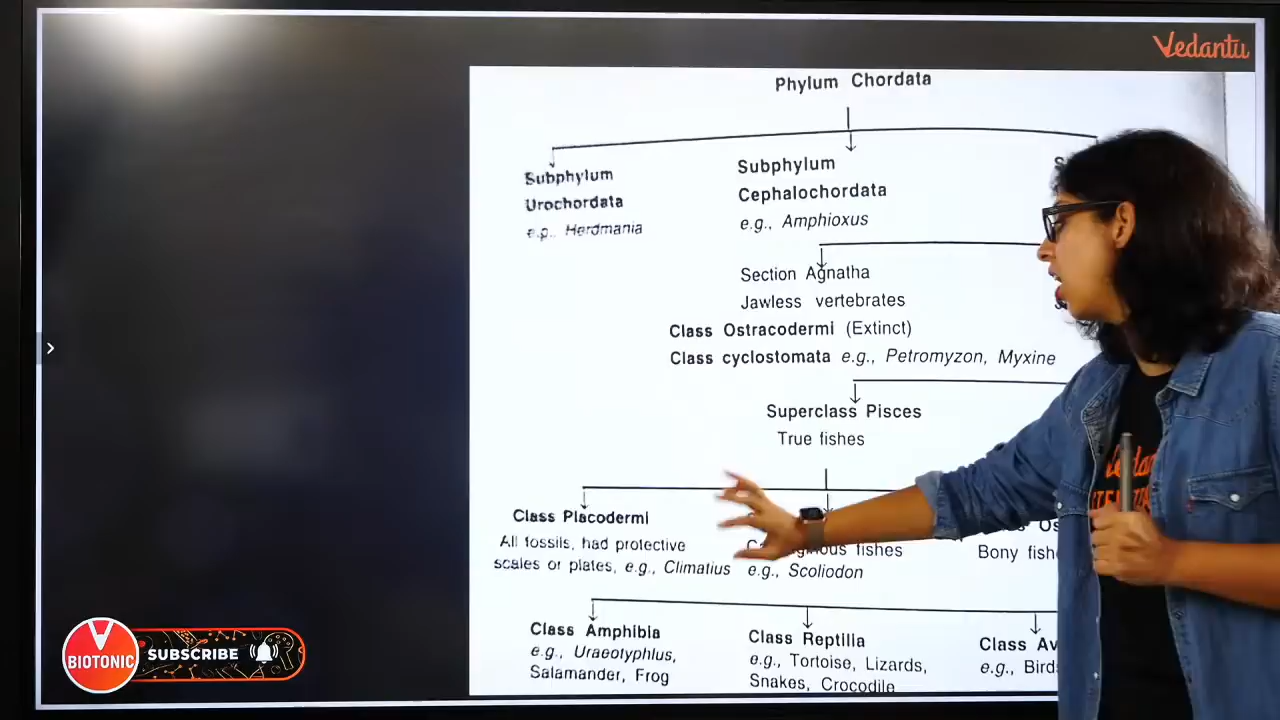 Vedantu
Phylum Chordata
Subphylum
Urochordata
e.g., Herdmania
Subphylum
Cephalochordata
e.g., Amphioxus
Section Agnatha
Jawless vertebrates
Class Ostracodermi (Extinct)
Class cyclostomata e.g., Petromyzon, Myxine
Superclass Pisces
True fishes
Class Placodermi
All fossils, had protective
scales or plates, e.g., Climatius
fishes
e.g., Scoliodon
Bony
Class Amphibia
e.g., Uraeotyphlus,
Salamander, Frog
Class Reptilia
e.g., Tortoise, Lizards,
Snakes, Crocodile
Class
e.g.,
BIOTONIC
SUBSCRIBE